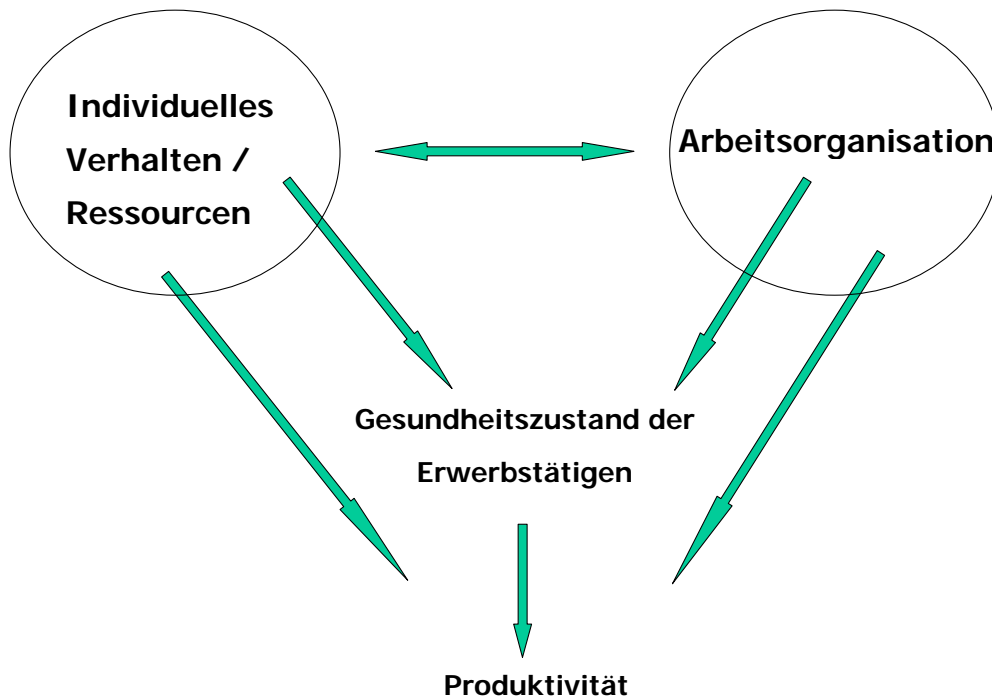 Individuelles
Verhalten /
Ressourcen
Arbeitsorganisation
Gesundheitszustand der
Erwerbstätigen
Produktivität